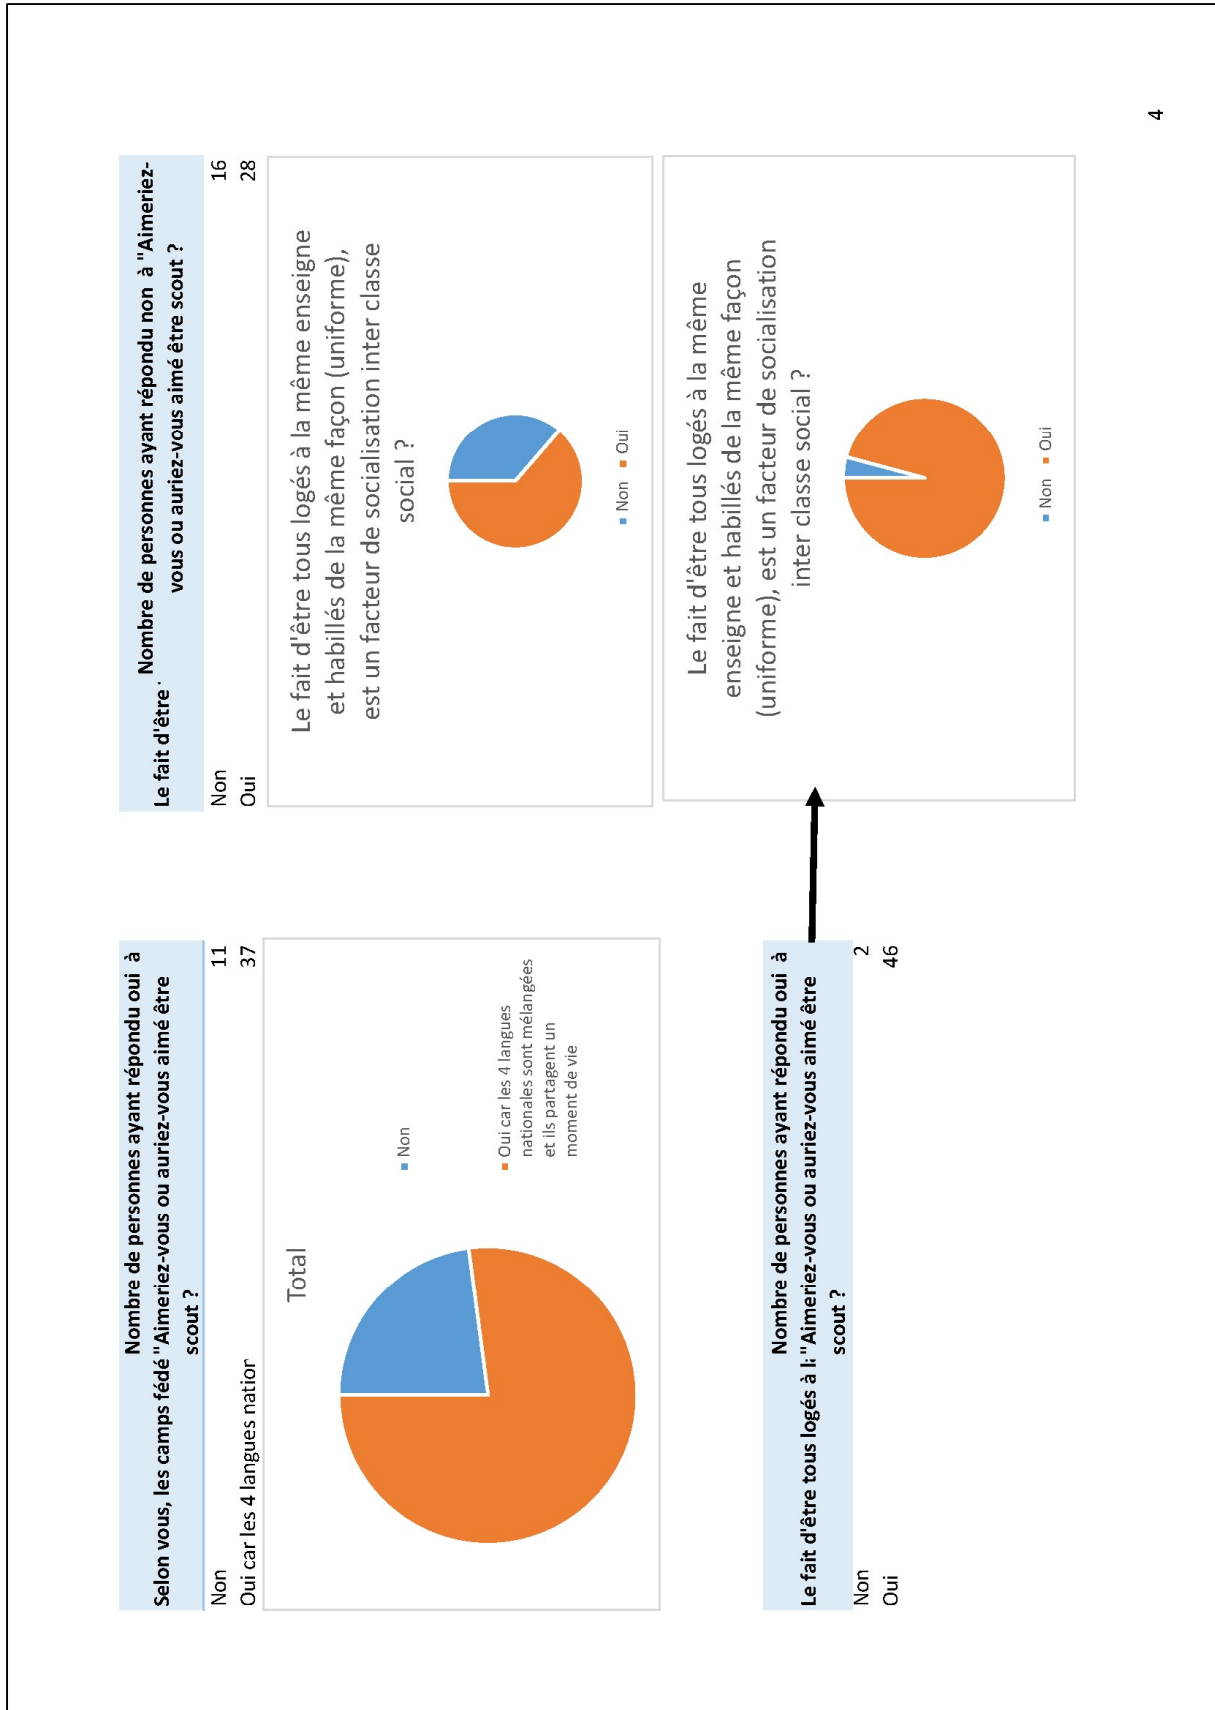 Nombre de personnes ayant répondu oui à
Selon vous, les camps fédé "Aimeriez-vous ou auriez-vous aimé être
scout ?
Non 11
Oui car les 4 langues nation 37
Total
Non
Oui car les 4 langues
nationales sont mélangées
et ils partagent un
moment de vie
Nombre de personnes ayant répondu non à "Aimeriez-
Le fait d'être vous ou auriez-vous aimé être scout ?
Non 16
Oui 28
Le fait d'être tous logés à la même enseigne
et habillés de la même façon (uniforme),
est un facteur de socialisation inter classe
social ?
Non Oui
Nombre de personnes ayant répondu oui à
Le fait d'être tous logés à la "Aimeriez-vous ou auriez-vous aimé être
scout ?
Non 2
Oui 46
Le fait d'être tous logés à la même
enseigne et habillés de la même façon
(uniforme), est un facteur de socialisation
inter classe social ?
Non Oui
4